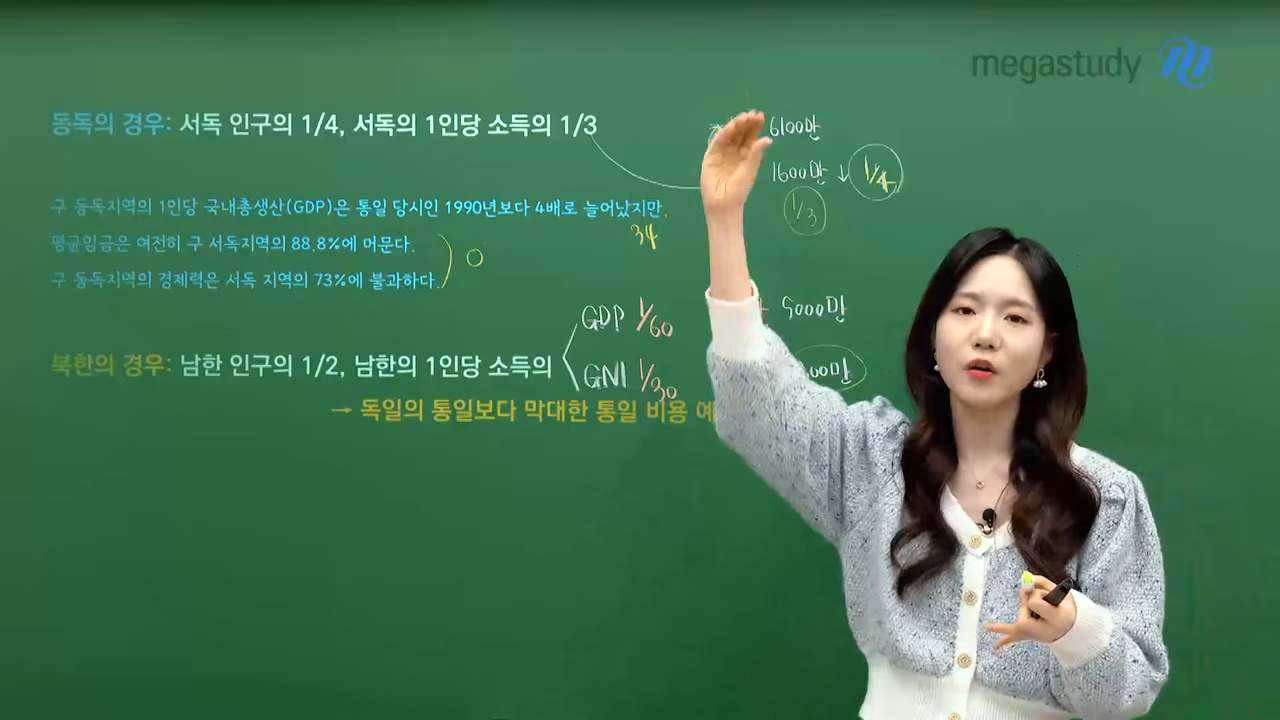 megastudy
동독의 경우: 서독 인구의 1/4, 서독의 1인당 소득의 1/3
6100만
1600만 ↓ 1/4
1/3
구 동독지역의 1인당 국내총생산(GDP)은 통일 당시인 1990년보다 4배로 늘어났지만,
34
평균임금은 여전히 구 서독지역의 88.8%에 머문다.
구 동독지역의 경제력은 서독 지역의 73%에 불과하다.
GDP 1/60
5000만
북한의 경우: 남한 인구의 1/2, 남한의 1인당 소득의
GNI 1/30
→ 독일의 통일보다 막대한 통일 비용